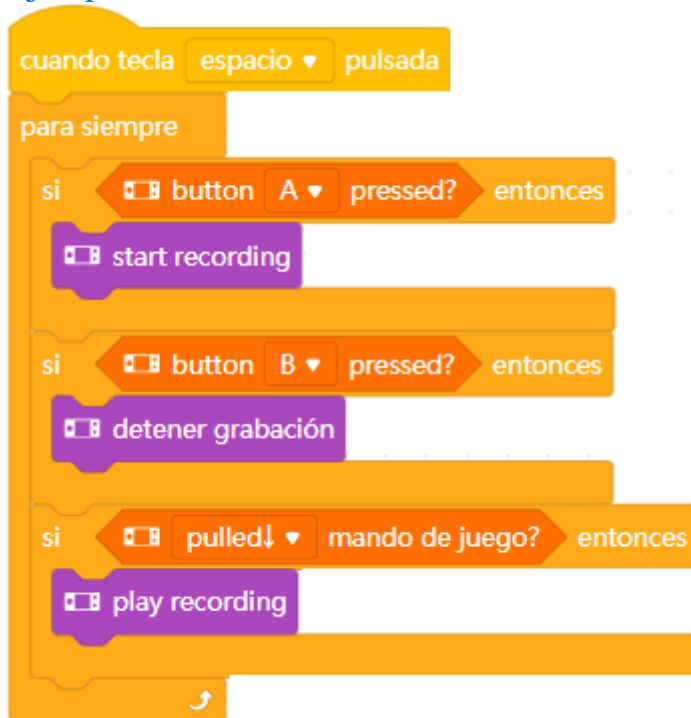 cuando tecla espacio pulsada
para siempre
si button A pressed? entonces
start recording
si button B pressed? entonces
detener grabación
si pulled↓ mando de juego? entonces
play recording